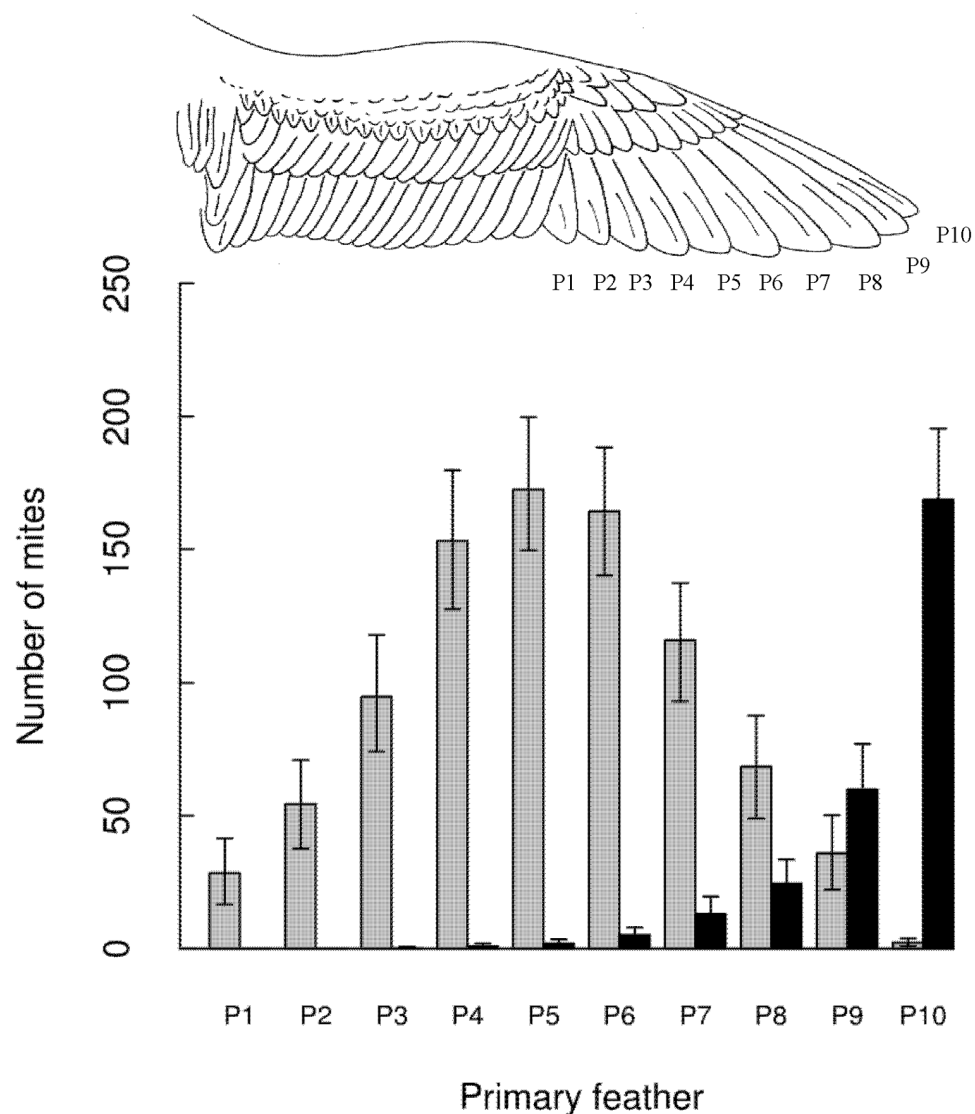 P10
P9
P1 P2 P3 P4 P5 P6 P7 P8
250
200
150
100
50
0
Number of mites
P1 P2 P3 P4 P5 P6 P7 P8 P9 P10
Primary feather